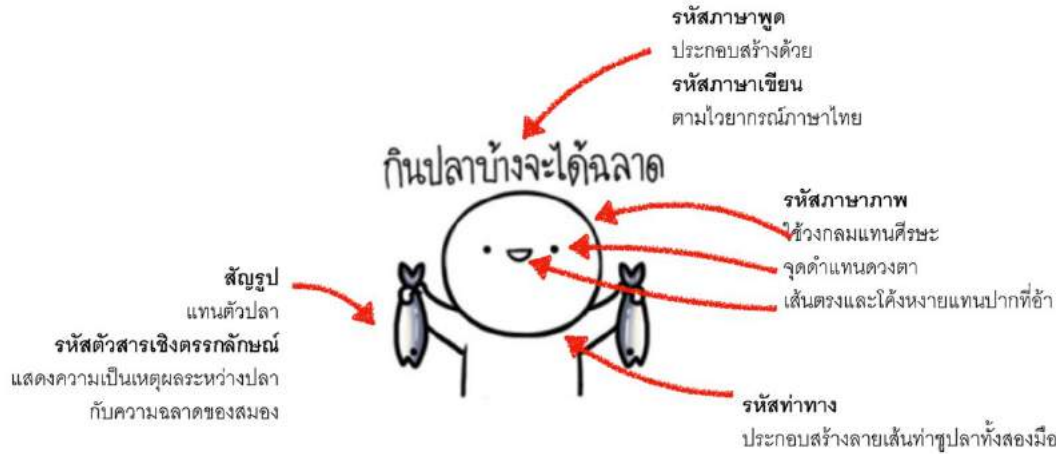 รหัสภาษาพูด
ประกอบสร้างด้วย
รหัสภาษาเขียน
ตามไวยากรณ์ภาษาไทย
กินปลาบ้างจะได้ฉลาด
รหัสภาษาภาพ
ใช้วงกลมแทนศีรษะ
จุดดำแทนดวงตา
เส้นตรงและโค้งหงายแทนปากที่อ้า
สัญรูป
แทนตัวปลา
รหัสตัวสารเชิงตรรกลักษณ์
แสดงความเป็นเหตุผลระหว่างปลา
กับความฉลาดของสมอง
รหัสท่าทาง
ประกอบสร้างลายเส้นท่าชูปลาทั้งสองมือ